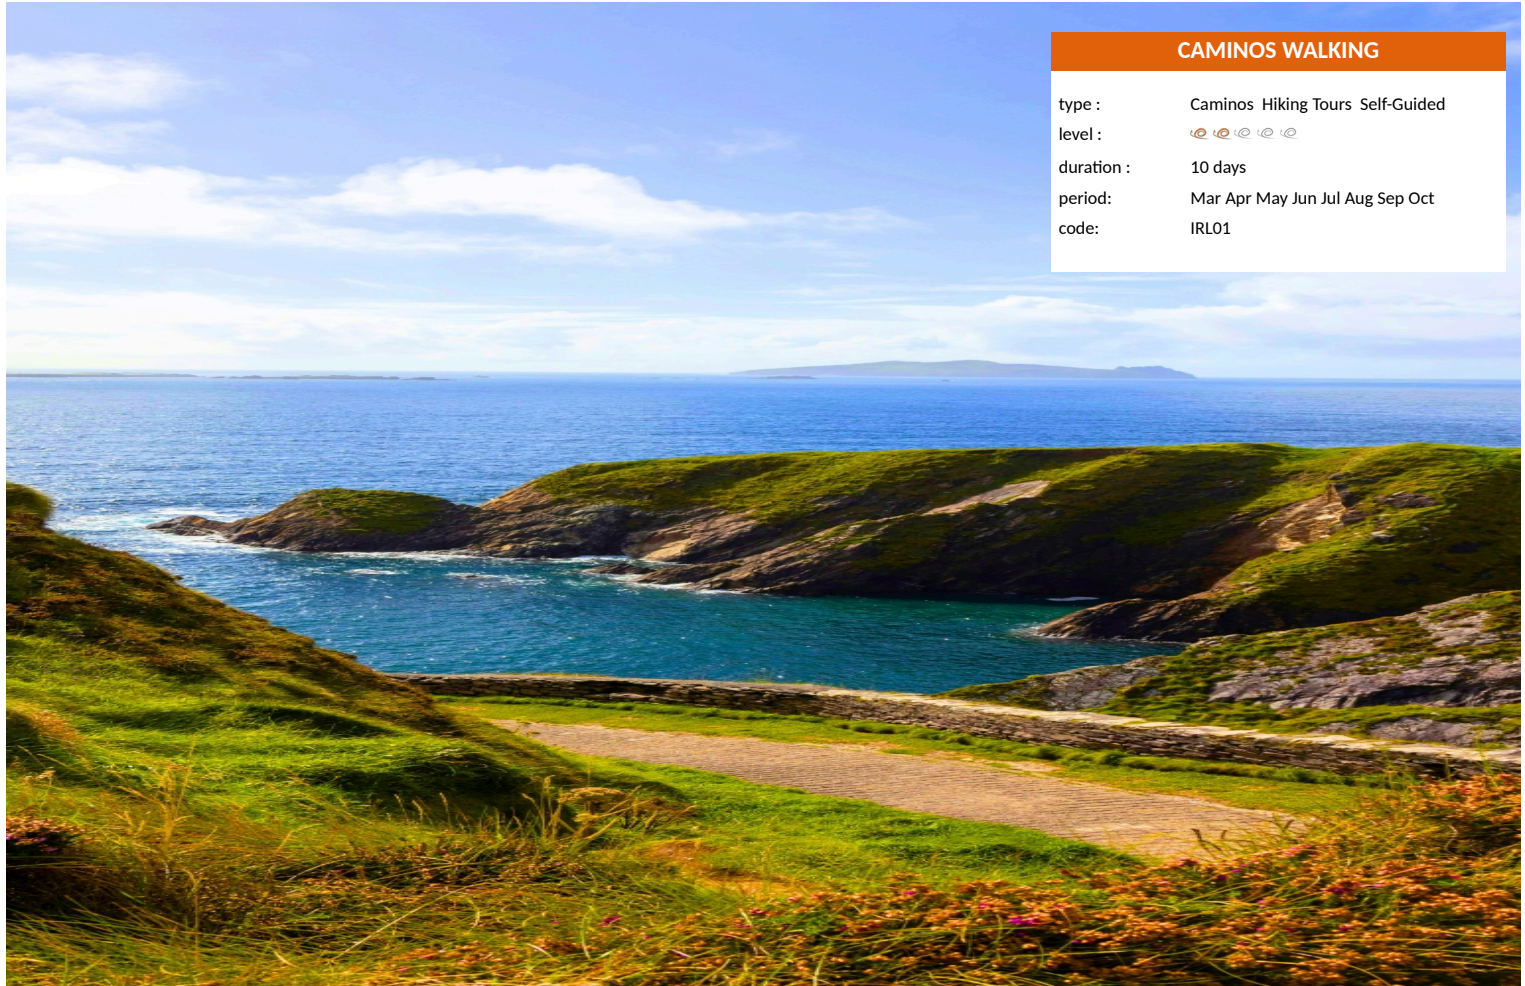 CAMINOS WALKING
type : Caminos Hiking Tours Self-Guided
level :
duration : 10 days
period: Mar Apr May Jun Jul Aug Sep Oct
code: IRL01